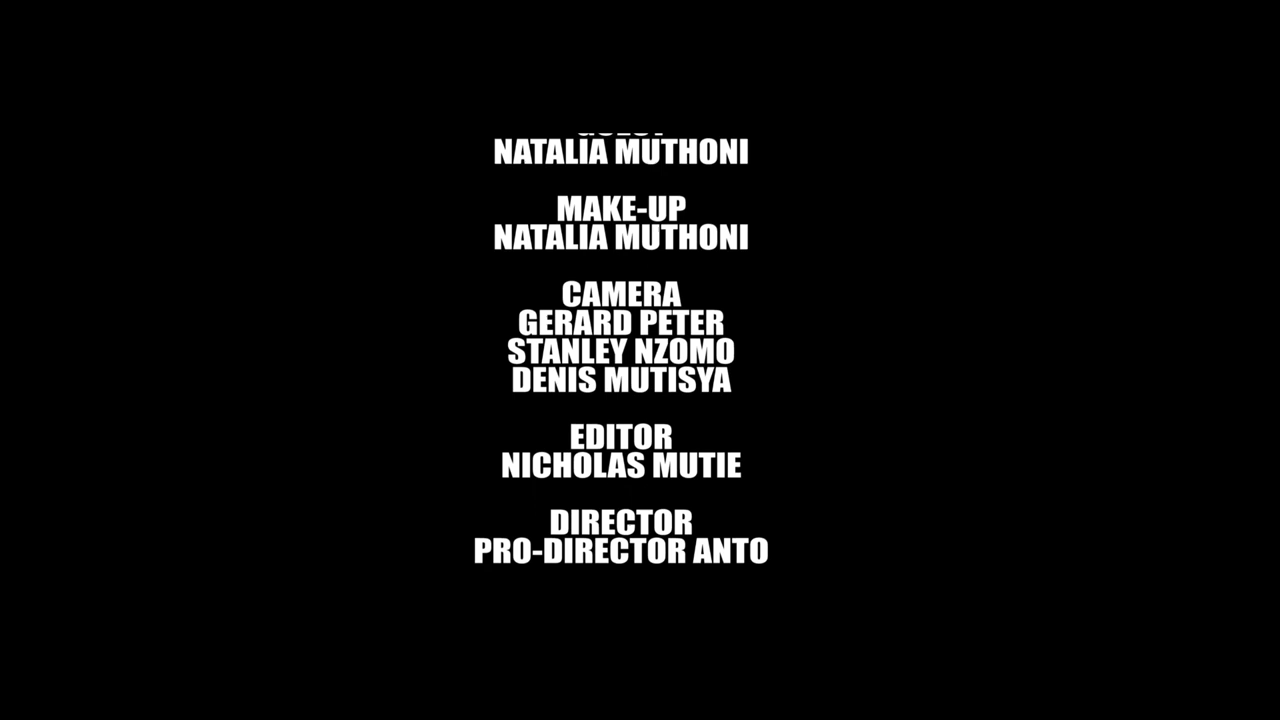 NATALIA MUTHONI
MAKE-UP
NATALIA MUTHONI
CAMERA
GERARD PETER
STANLEY NZOMO
DENIS MUTISYA
EDITOR
NICHOLAS MUTIE
DIRECTOR
PRO-DIRECTOR ANTO